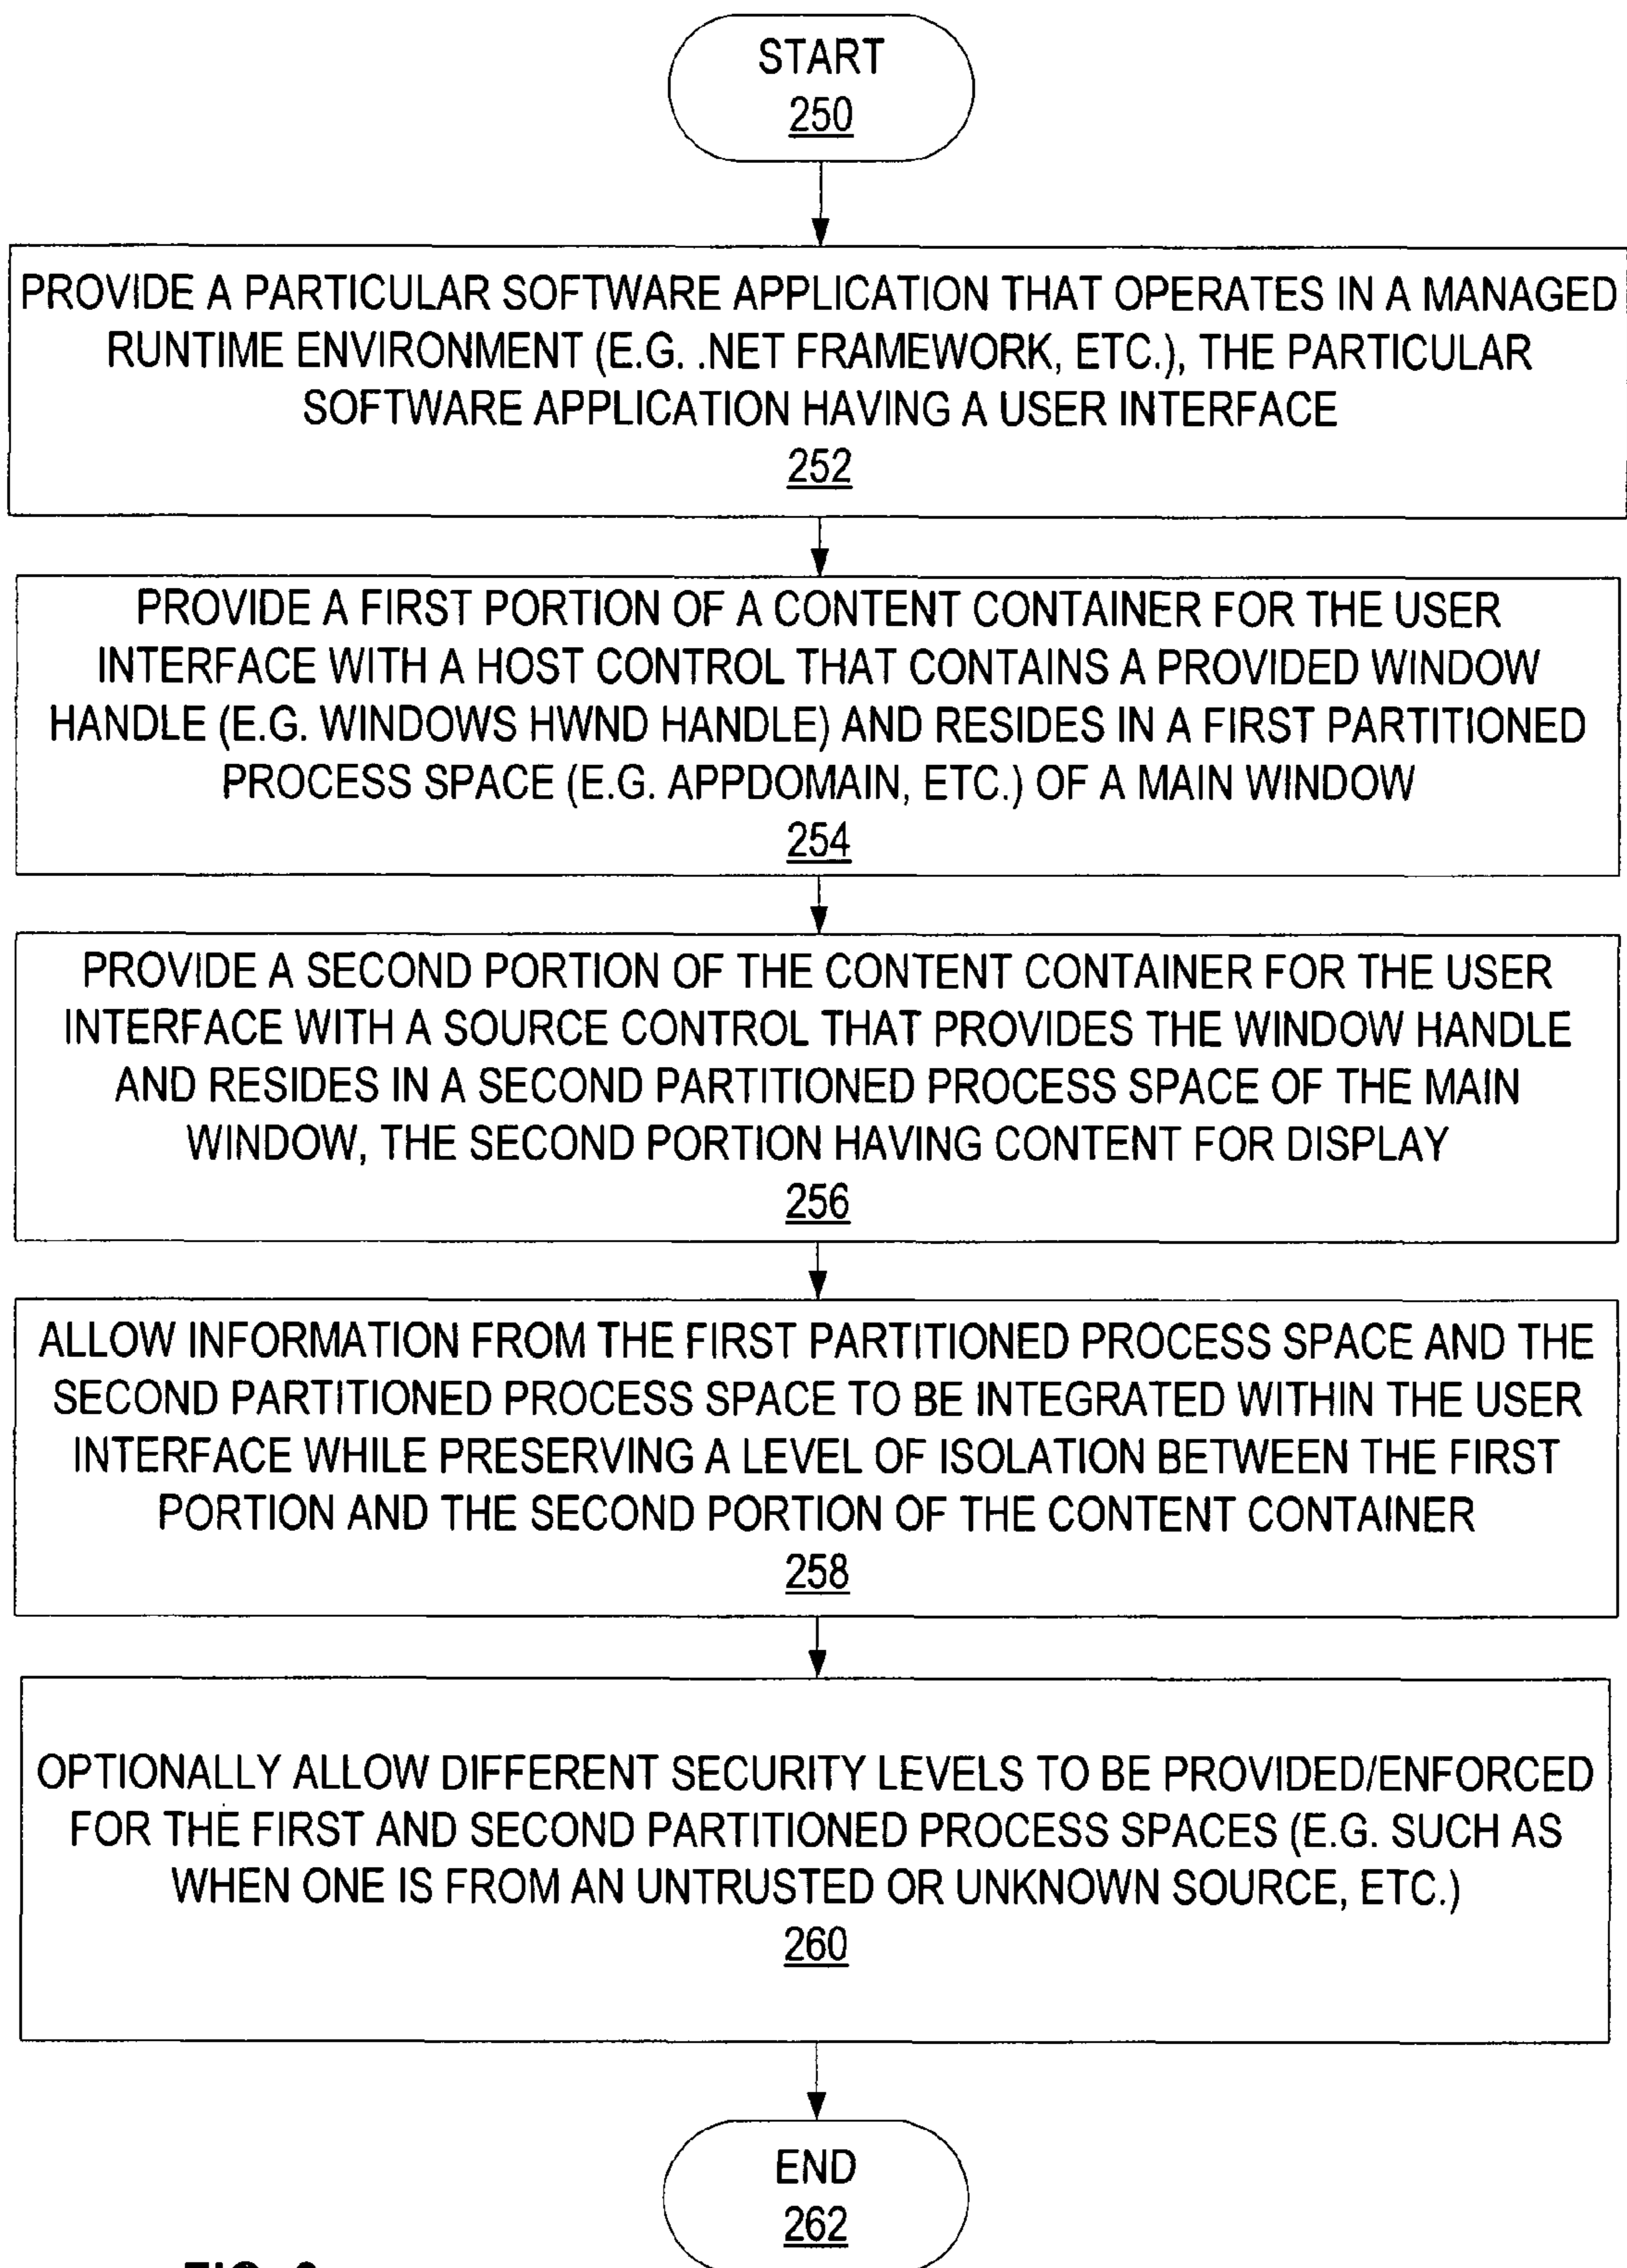 START
250
PROVIDE A PARTICULAR SOFTWARE APPLICATION THAT OPERATES IN A MANAGED
RUNTIME ENVIRONMENT (E.G. .NET FRAMEWORK, ETC.), THE PARTICULAR
SOFTWARE APPLICATION HAVING A USER INTERFACE
252
PROVIDE A FIRST PORTION OF A CONTENT CONTAINER FOR THE USER
INTERFACE WITH A HOST CONTROL THAT CONTAINS A PROVIDED WINDOW
HANDLE (E.G. WINDOWS HWND HANDLE) AND RESIDES IN A FIRST PARTITIONED
PROCESS SPACE (E.G. APPDOMAIN, ETC.) OF A MAIN WINDOW
254
PROVIDE A SECOND PORTION OF THE CONTENT CONTAINER FOR THE USER
INTERFACE WITH A SOURCE CONTROL THAT PROVIDES THE WINDOW HANDLE
AND RESIDES IN A SECOND PARTITIONED PROCESS SPACE OF THE MAIN
WINDOW, THE SECOND PORTION HAVING CONTENT FOR DISPLAY
256
ALLOW INFORMATION FROM THE FIRST PARTITIONED PROCESS SPACE AND THE
SECOND PARTITIONED PROCESS SPACE TO BE INTEGRATED WITHIN THE USER
INTERFACE WHILE PRESERVING A LEVEL OF ISOLATION BETWEEN THE FIRST
PORTION AND THE SECOND PORTION OF THE CONTENT CONTAINER
258
OPTIONALLY ALLOW DIFFERENT SECURITY LEVELS TO BE PROVIDED/ENFORCED
FOR THE FIRST AND SECOND PARTITIONED PROCESS SPACES (E.G. SUCH AS
WHEN ONE IS FROM AN UNTRUSTED OR UNKNOWN SOURCE, ETC.)
260
END
262